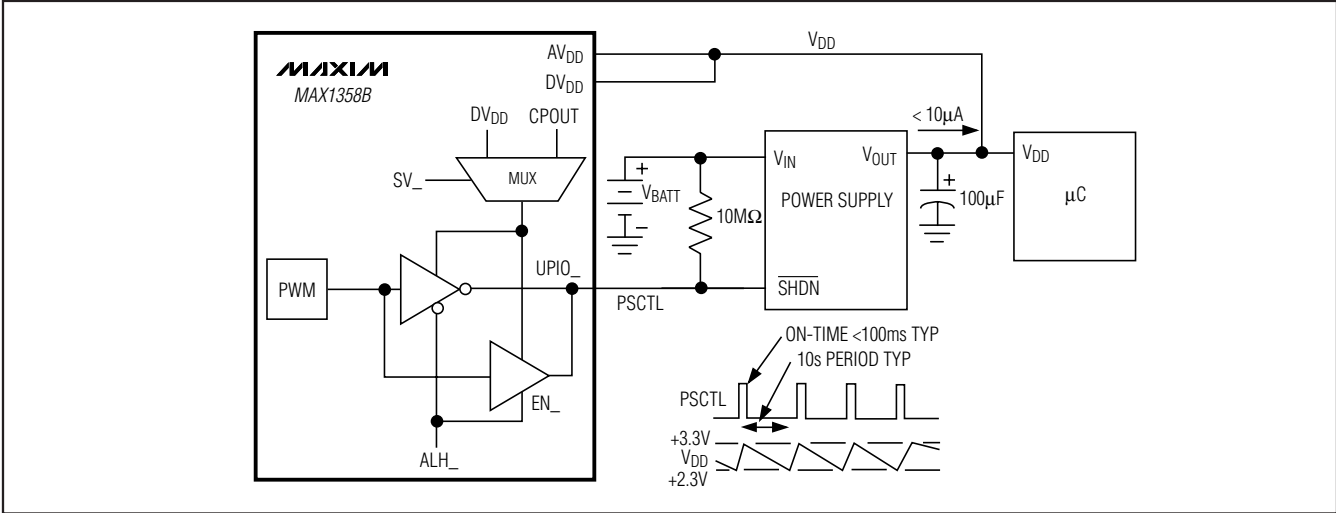 MAXIM
MAX1358B
AVDD
DVDD
DVDD CPOUT
SV_
MUX
PWM
UPIO_
EN_
ALH_
VDD
PSCTL
+
VBATT
−
10MΩ
VIN
VOUT
POWER SUPPLY
SHDN
< 10µA
+
100µF
VDD
µC
ON-TIME <100ms TYP
10s PERIOD TYP
PSCTL
+3.3V
VDD
+2.3V